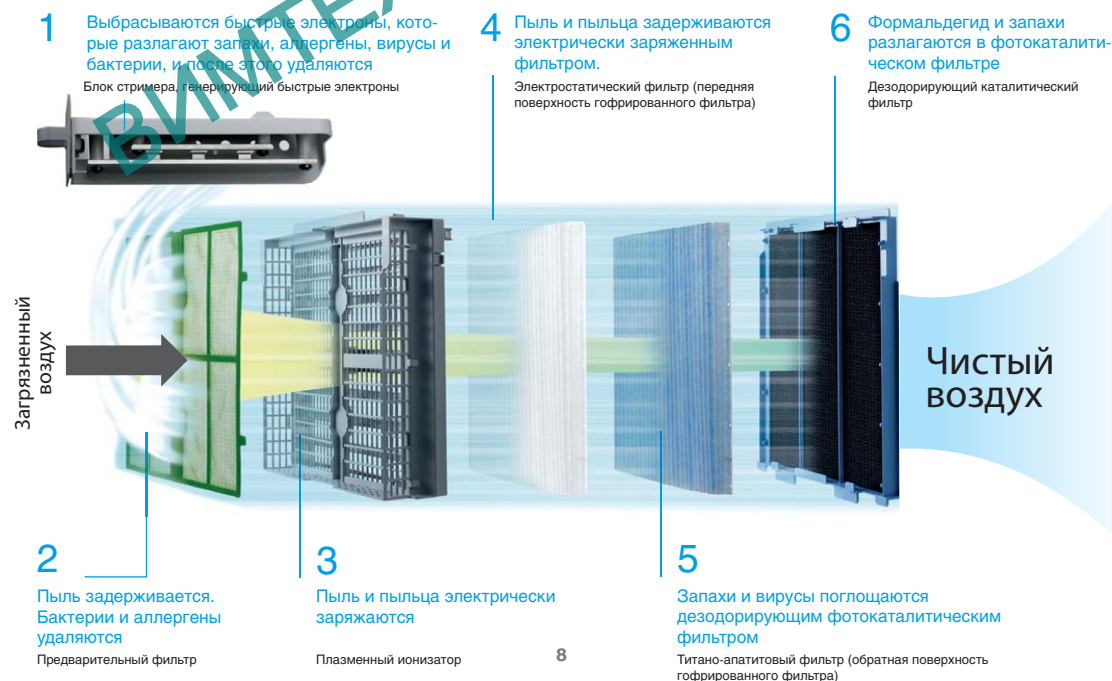 1
Выбрасываются быстрые электроны, кото-
рые разлагают запахи, аллергены, вирусы и
бактерии, и после этого удаляются
Блок стримера, генерирующий быстрые электроны
4
Пыль и пыльца задерживаются
электрически заряженным
фильтром.
Электростатический фильтр (передняя
поверхность гофрированного фильтра)
6
Формальдегид и запахи
разлагаются в фотокаталити-
ческом фильтре
Дезодорирующий каталитический
фильтр
ВИМТЕХ
Загрязненный
воздух
Чистый
воздух
2
Пыль задерживается.
Бактерии и аллергены
удаляются
Предварительный фильтр
3
Пыль и пыльца электрически
заряжаются
Плазменный ионизатор
5
Запахи и вирусы поглощаются
дезодорирующим фотокаталитическим
фильтром
Титано-апатитовый фильтр (обратная поверхность
гофрированного фильтра)
8